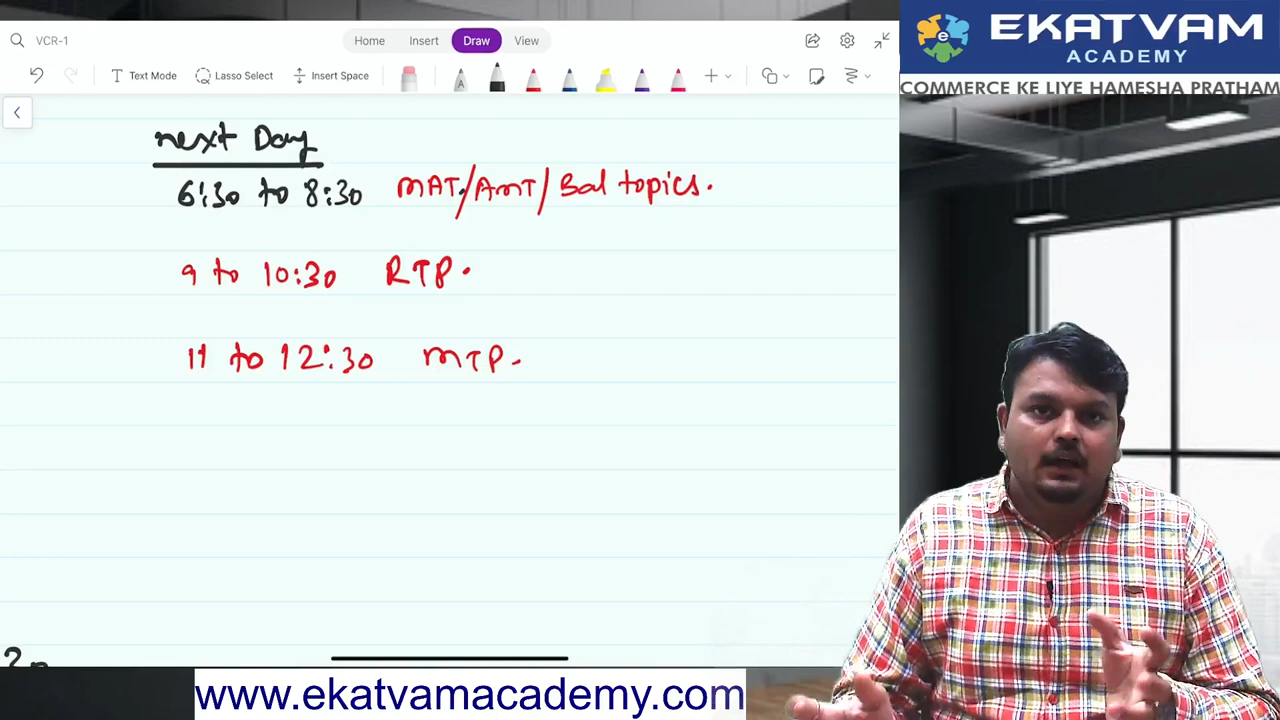 VCR-1
Home Insert Draw View
Text Mode Lasso Select Insert Space
EKATVAM
ACADEMY
COMMERCE KE LIYE HAMESHA PRATHAM
next Day
6:30 to 8:30 MAT./AMT/Bal topics.
9 to 10:30 RTP.
11 to 12:30 MTP.
www.ekatvamacademy.com